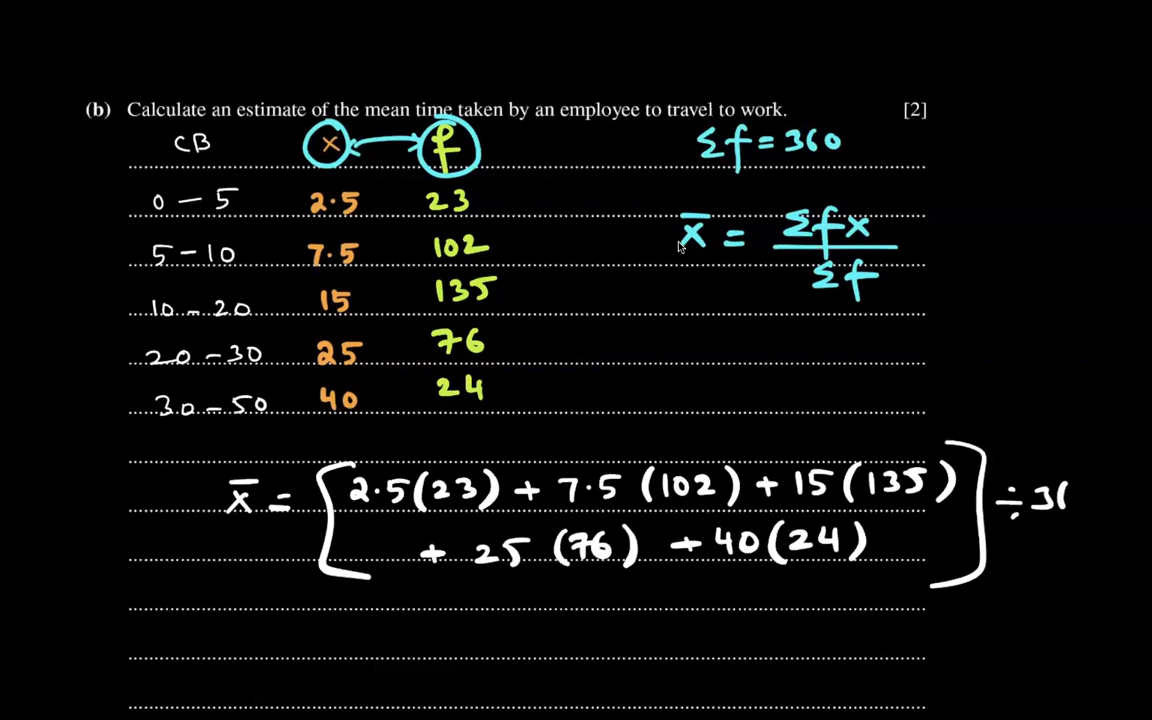 (b) Calculate an estimate of the mean time taken by an employee to travel to work. [2]
CB x f Σf = 360
0 - 5 2.5 23
x̄ = Σfx / Σf
5 - 10 7.5 102
10 - 20 15 135
20 - 30 25 76
30 - 50 40 24
x̄ = [2.5(23) + 7.5(102) + 15(135)
+ 25(76) + 40(24)] ÷ 36